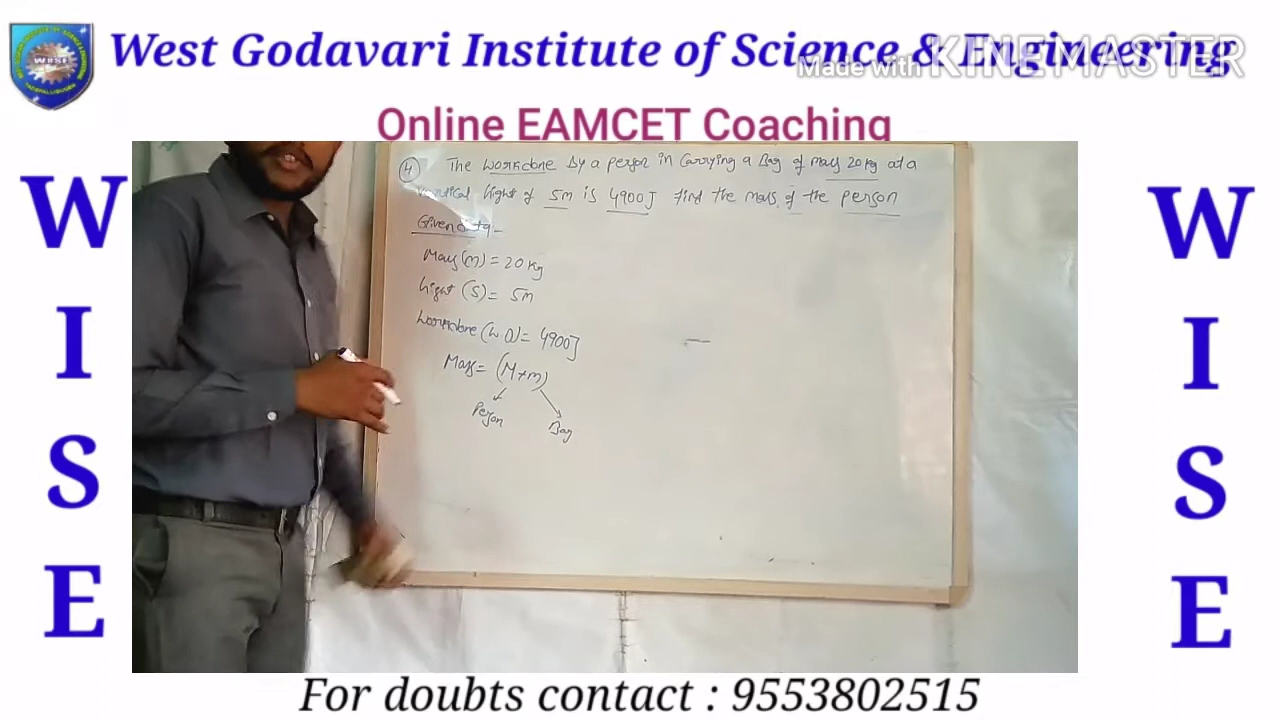 West Godavari Institute of Science & Engineering
Made with KINEMASTER
Online EAMCET Coaching
W
I
S
E
W
I
S
E
4 The workdone by a person in Carrying a Bag of mass 20 kg at a
vertical hight of 5m is 4900J find the mass of the person
Given data:-
Mass (m) = 20 kg
hight (S) = 5m
Workdone (W.D) = 4900J
Mass = (M+m)
Person
Bag
For doubts contact : 9553802515